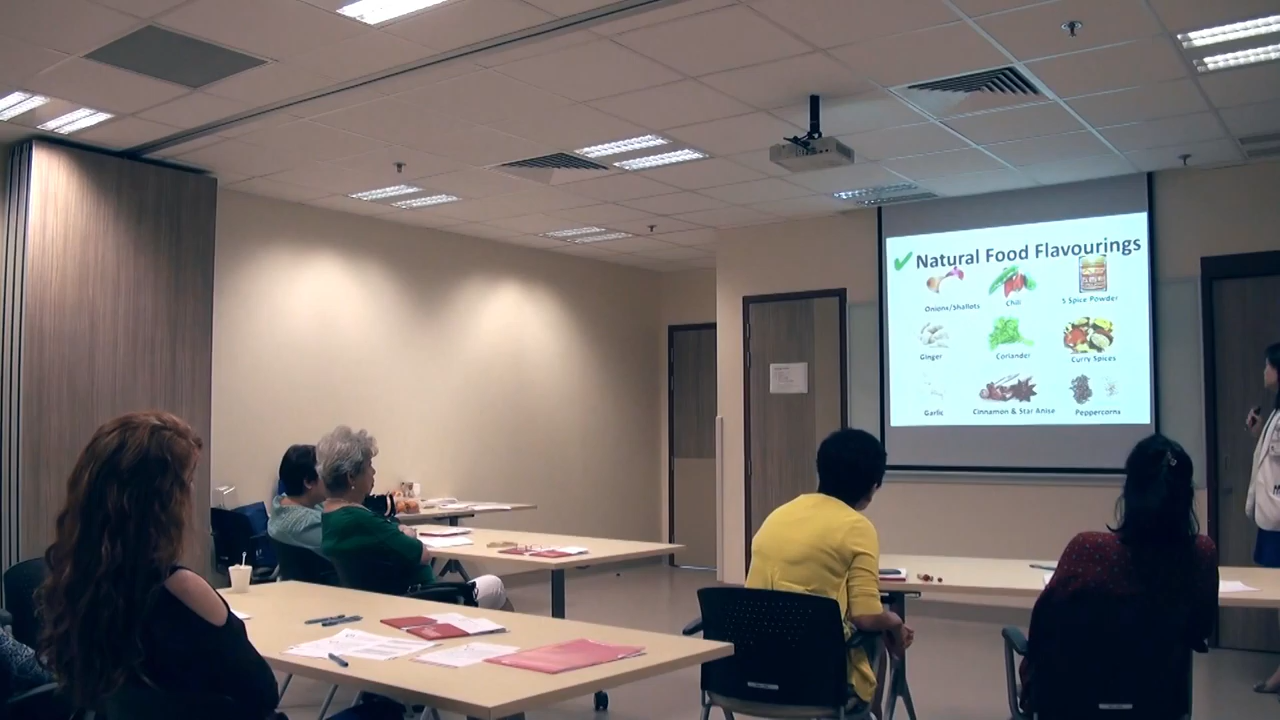 ✓ Natural Food Flavourings
Onions/Shallots
Chili
5 Spice Powder
Ginger
Coriander
Curry Spices
Garlic
Cinnamon & Star Anise
Peppercorns